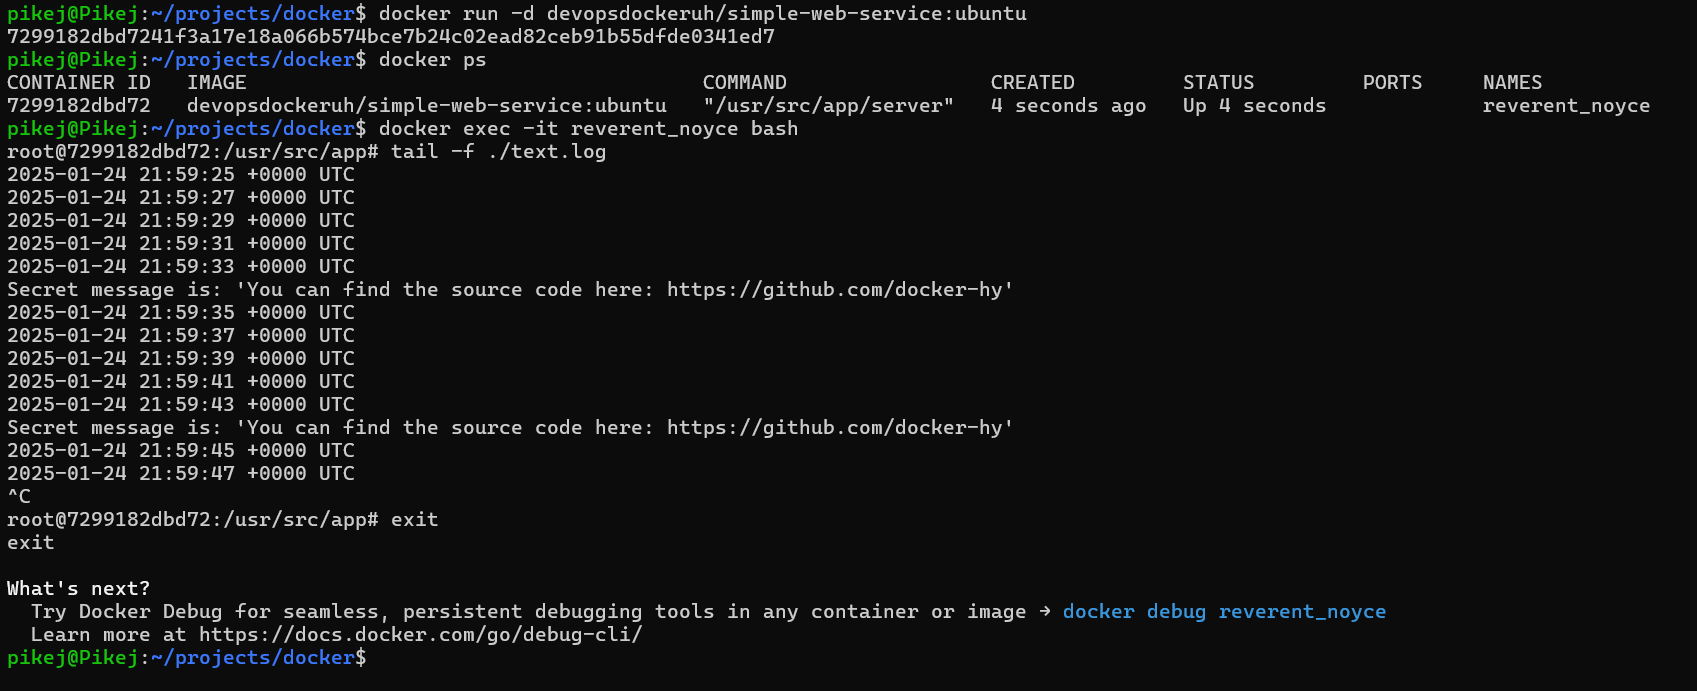 pikej@Pikej:~/projects/docker$ docker run -d devopsdockeruh/simple-web-service:ubuntu
7299182dbd7241f3a17e18a066b574bce7b24c02ead82ceb91b55dfde0341ed7
pikej@Pikej:~/projects/docker$ docker ps
CONTAINER ID   IMAGE                                      COMMAND                 CREATED         STATUS         PORTS     NAMES
7299182dbd72   devopsdockeruh/simple-web-service:ubuntu   "/usr/src/app/server"   4 seconds ago   Up 4 seconds             reverent_noyce
pikej@Pikej:~/projects/docker$ docker exec -it reverent_noyce bash
root@7299182dbd72:/usr/src/app# tail -f ./text.log
2025-01-24 21:59:25 +0000 UTC
2025-01-24 21:59:27 +0000 UTC
2025-01-24 21:59:29 +0000 UTC
2025-01-24 21:59:31 +0000 UTC
2025-01-24 21:59:33 +0000 UTC
Secret message is: 'You can find the source code here: https://github.com/docker-hy'
2025-01-24 21:59:35 +0000 UTC
2025-01-24 21:59:37 +0000 UTC
2025-01-24 21:59:39 +0000 UTC
2025-01-24 21:59:41 +0000 UTC
2025-01-24 21:59:43 +0000 UTC
Secret message is: 'You can find the source code here: https://github.com/docker-hy'
2025-01-24 21:59:45 +0000 UTC
2025-01-24 21:59:47 +0000 UTC
^C
root@7299182dbd72:/usr/src/app# exit
exit
What's next?
  Try Docker Debug for seamless, persistent debugging tools in any container or image → docker debug reverent_noyce
  Learn more at https://docs.docker.com/go/debug-cli/
pikej@Pikej:~/projects/docker$